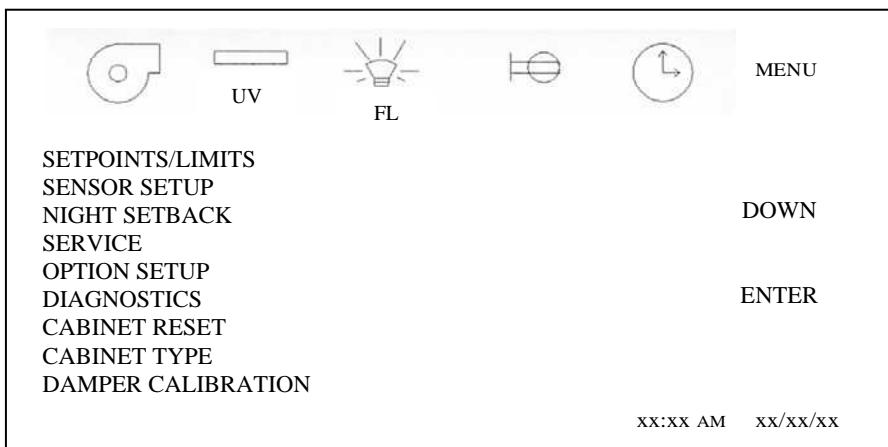 MENU
UV
FL
SETPOINTS/LIMITS
SENSOR SETUP
NIGHT SETBACK
DOWN
SERVICE
OPTION SETUP
DIAGNOSTICS
ENTER
CABINET RESET
CABINET TYPE
DAMPER CALIBRATION
xx:xx AM xx/xx/xx